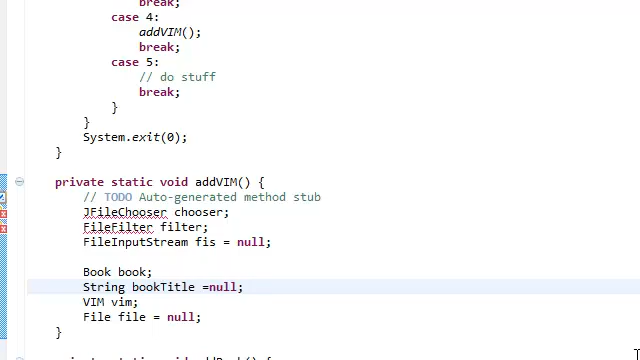 break;
case 4:
addVIM();
break;
case 5:
// do stuff
break;
}
}
System.exit(0);
}
private static void addVIM() {
// TODO Auto-generated method stub
JFileChooser chooser;
FileFilter filter;
FileInputStream fis = null;
Book book;
String bookTitle =null;
VIM vim;
File file = null;
}